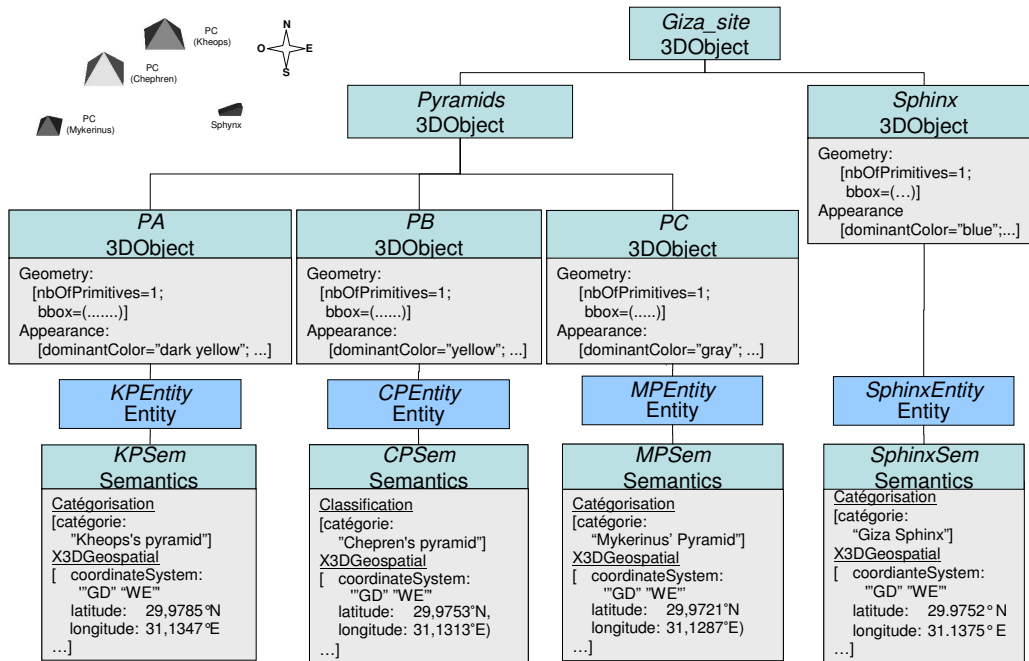 PC
(Kheops)
PC
(Chephren)
PC
(Mykerinus)
Sphynx
N
O
E
S
Giza_site
3DObject
Pyramids
3DObject
Sphinx
3DObject
Geometry:
[nbOfPrimitives=1;
bbox=(…)]
Appearance
[dominantColor=”blue”;...]
PA
3DObject
Geometry:
[nbOfPrimitives=1;
bbox=(.......)]
Appearance:
[dominantColor=”dark yellow”; ...]
PB
3DObject
Geometry:
[nbOfPrimitives=1;
bbox=(......)]
Appearance:
[dominantColor=”yellow”; ...]
PC
3DObject
Geometry:
[nbOfPrimitives=1;
bbox=(.....)]
Appearance:
[dominantColor=”gray”; ...]
KPEntity
Entity
CPEntity
Entity
MPEntity
Entity
SphinxEntity
Entity
KPSem
Semantics
Catégorisation
[catégorie:
”Kheops's pyramid”]
X3DGeospatial
[ coordinateSystem:
'”GD” “WE”'
latitude: 29,9785°N
longitude: 31,1347°E
…]
CPSem
Semantics
Classification
[catégorie:
”Chepren's pyramid”]
X3DGeospatial
[ coordinateSystem:
'”GD” ”WE”'
latitude: 29,9753°N,
longitude: 31,1313°E)
…]
MPSem
Semantics
Catégorisation
[catégorie:
“Mykerinus’ Pyramid”]
X3DGeospatial
[ coordinateSystem:
'”GD” “WE”'
latitude: 29,9721°N
longitude: 31,1287°E)
…]
SphinxSem
Semantics
Catégorisation
[catégorie:
“Giza Sphinx”]
X3DGeospatial
[ coordianteSystem:
'”GD” “WE”'
latitude: 29.9752° N
longitude: 31.1375° E
…]